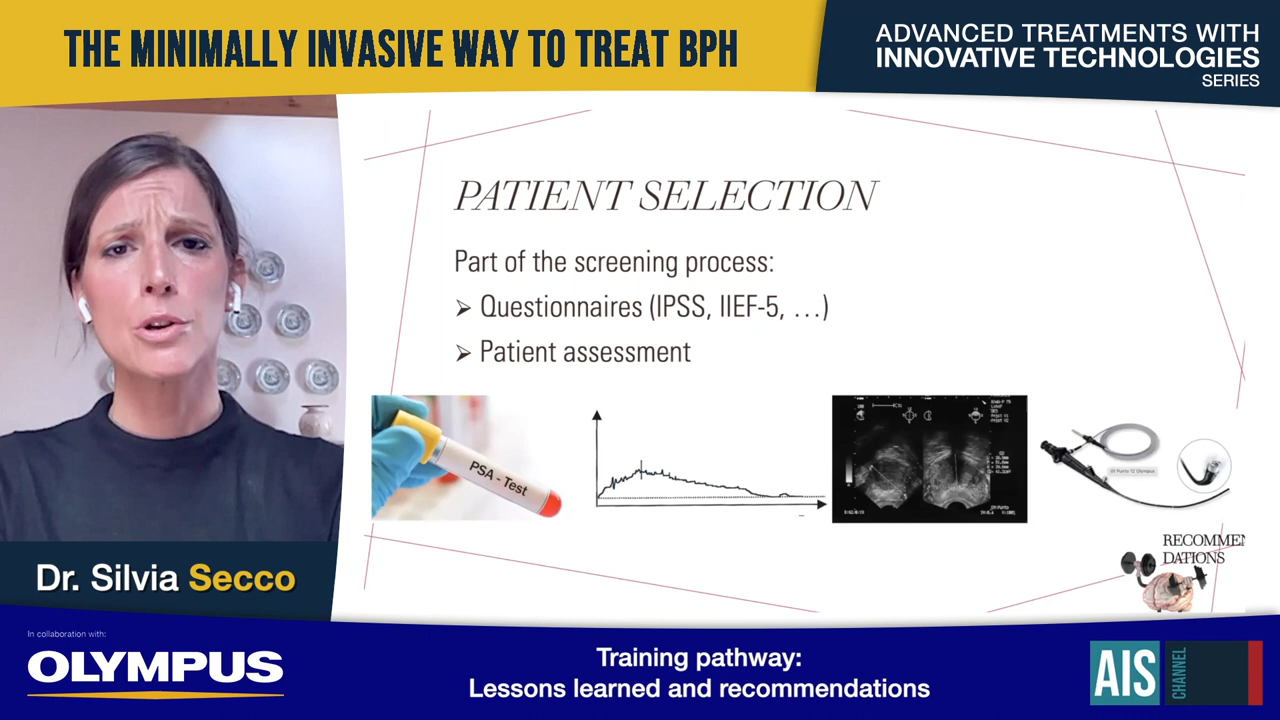 THE MINIMALLY INVASIVE WAY TO TREAT BPH
ADVANCED TREATMENTS WITH
INNOVATIVE TECHNOLOGIES
SERIES
PATIENT SELECTION
Part of the screening process:
➢ Questionnaires (IPSS, IIEF-5, …)
➢ Patient assessment
PSA - Test
RECOMMEN
DATIONS
Dr. Silvia Secco
In collaboration with:
OLYMPUS
Training pathway:
Lessons learned and recommendations
AIS
CHANNEL